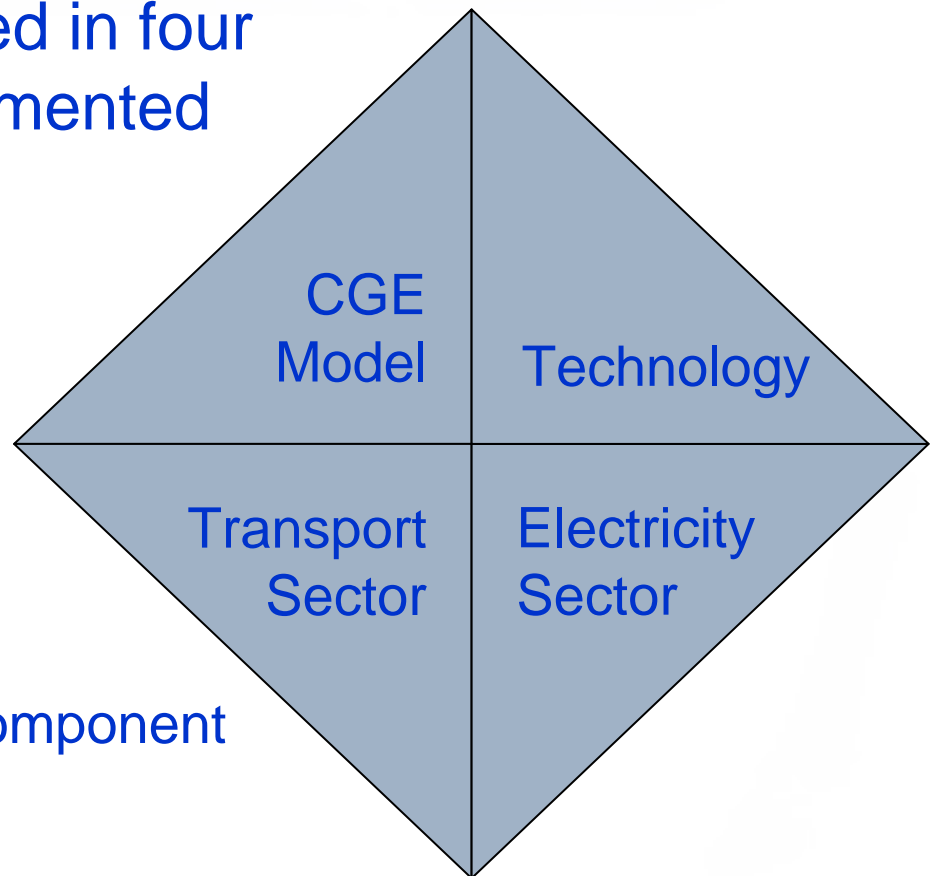 ed in four
mented
CGE
Model
Technology
Transport
Sector
Electricity
Sector
omponent